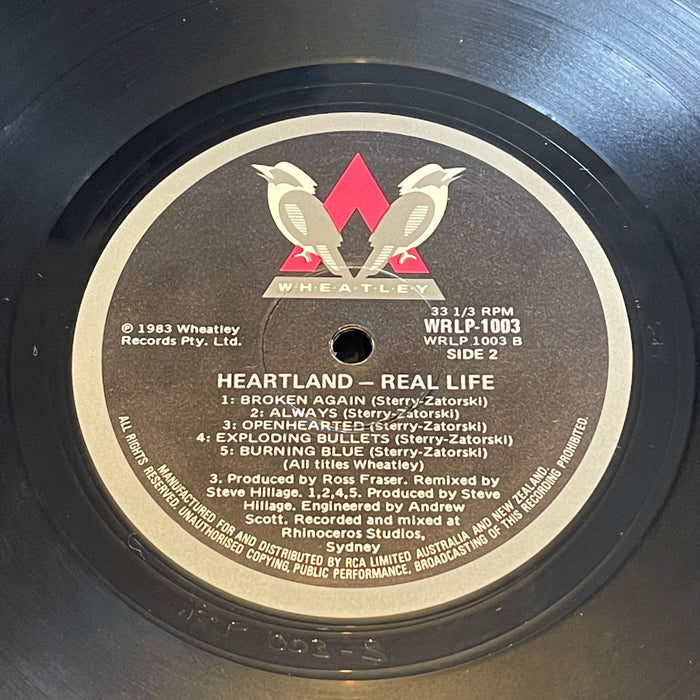 W·H·E·A·T·L·E·Y
33 1/3 RPM
WRLP-1003
WRLP 1003 B
SIDE 2
℗ 1983 Wheatley
Records Pty. Ltd.
HEARTLAND — REAL LIFE
1: BROKEN AGAIN (Sterry-Zatorski)
2: ALWAYS (Sterry-Zatorski)
3: OPENHEARTED (Sterry-Zatorski)
4: EXPLODING BULLETS (Sterry-Zatorski)
5: BURNING BLUE (Sterry-Zatorski)
(All titles Wheatley)
3. Produced by Ross Fraser. Remixed by
Steve Hillage. 1,2,4,5. Produced by Steve
Hillage. Engineered by Andrew
Scott. Recorded and mixed at
Rhinoceros Studios,
Sydney
MANUFACTURED FOR AND DISTRIBUTED BY RCA LIMITED AUSTRALIA AND NEW ZEALAND.
ALL RIGHTS RESERVED. UNAUTHORISED COPYING, PUBLIC PERFORMANCE, BROADCASTING OF THIS RECORDING PROHIBITED.